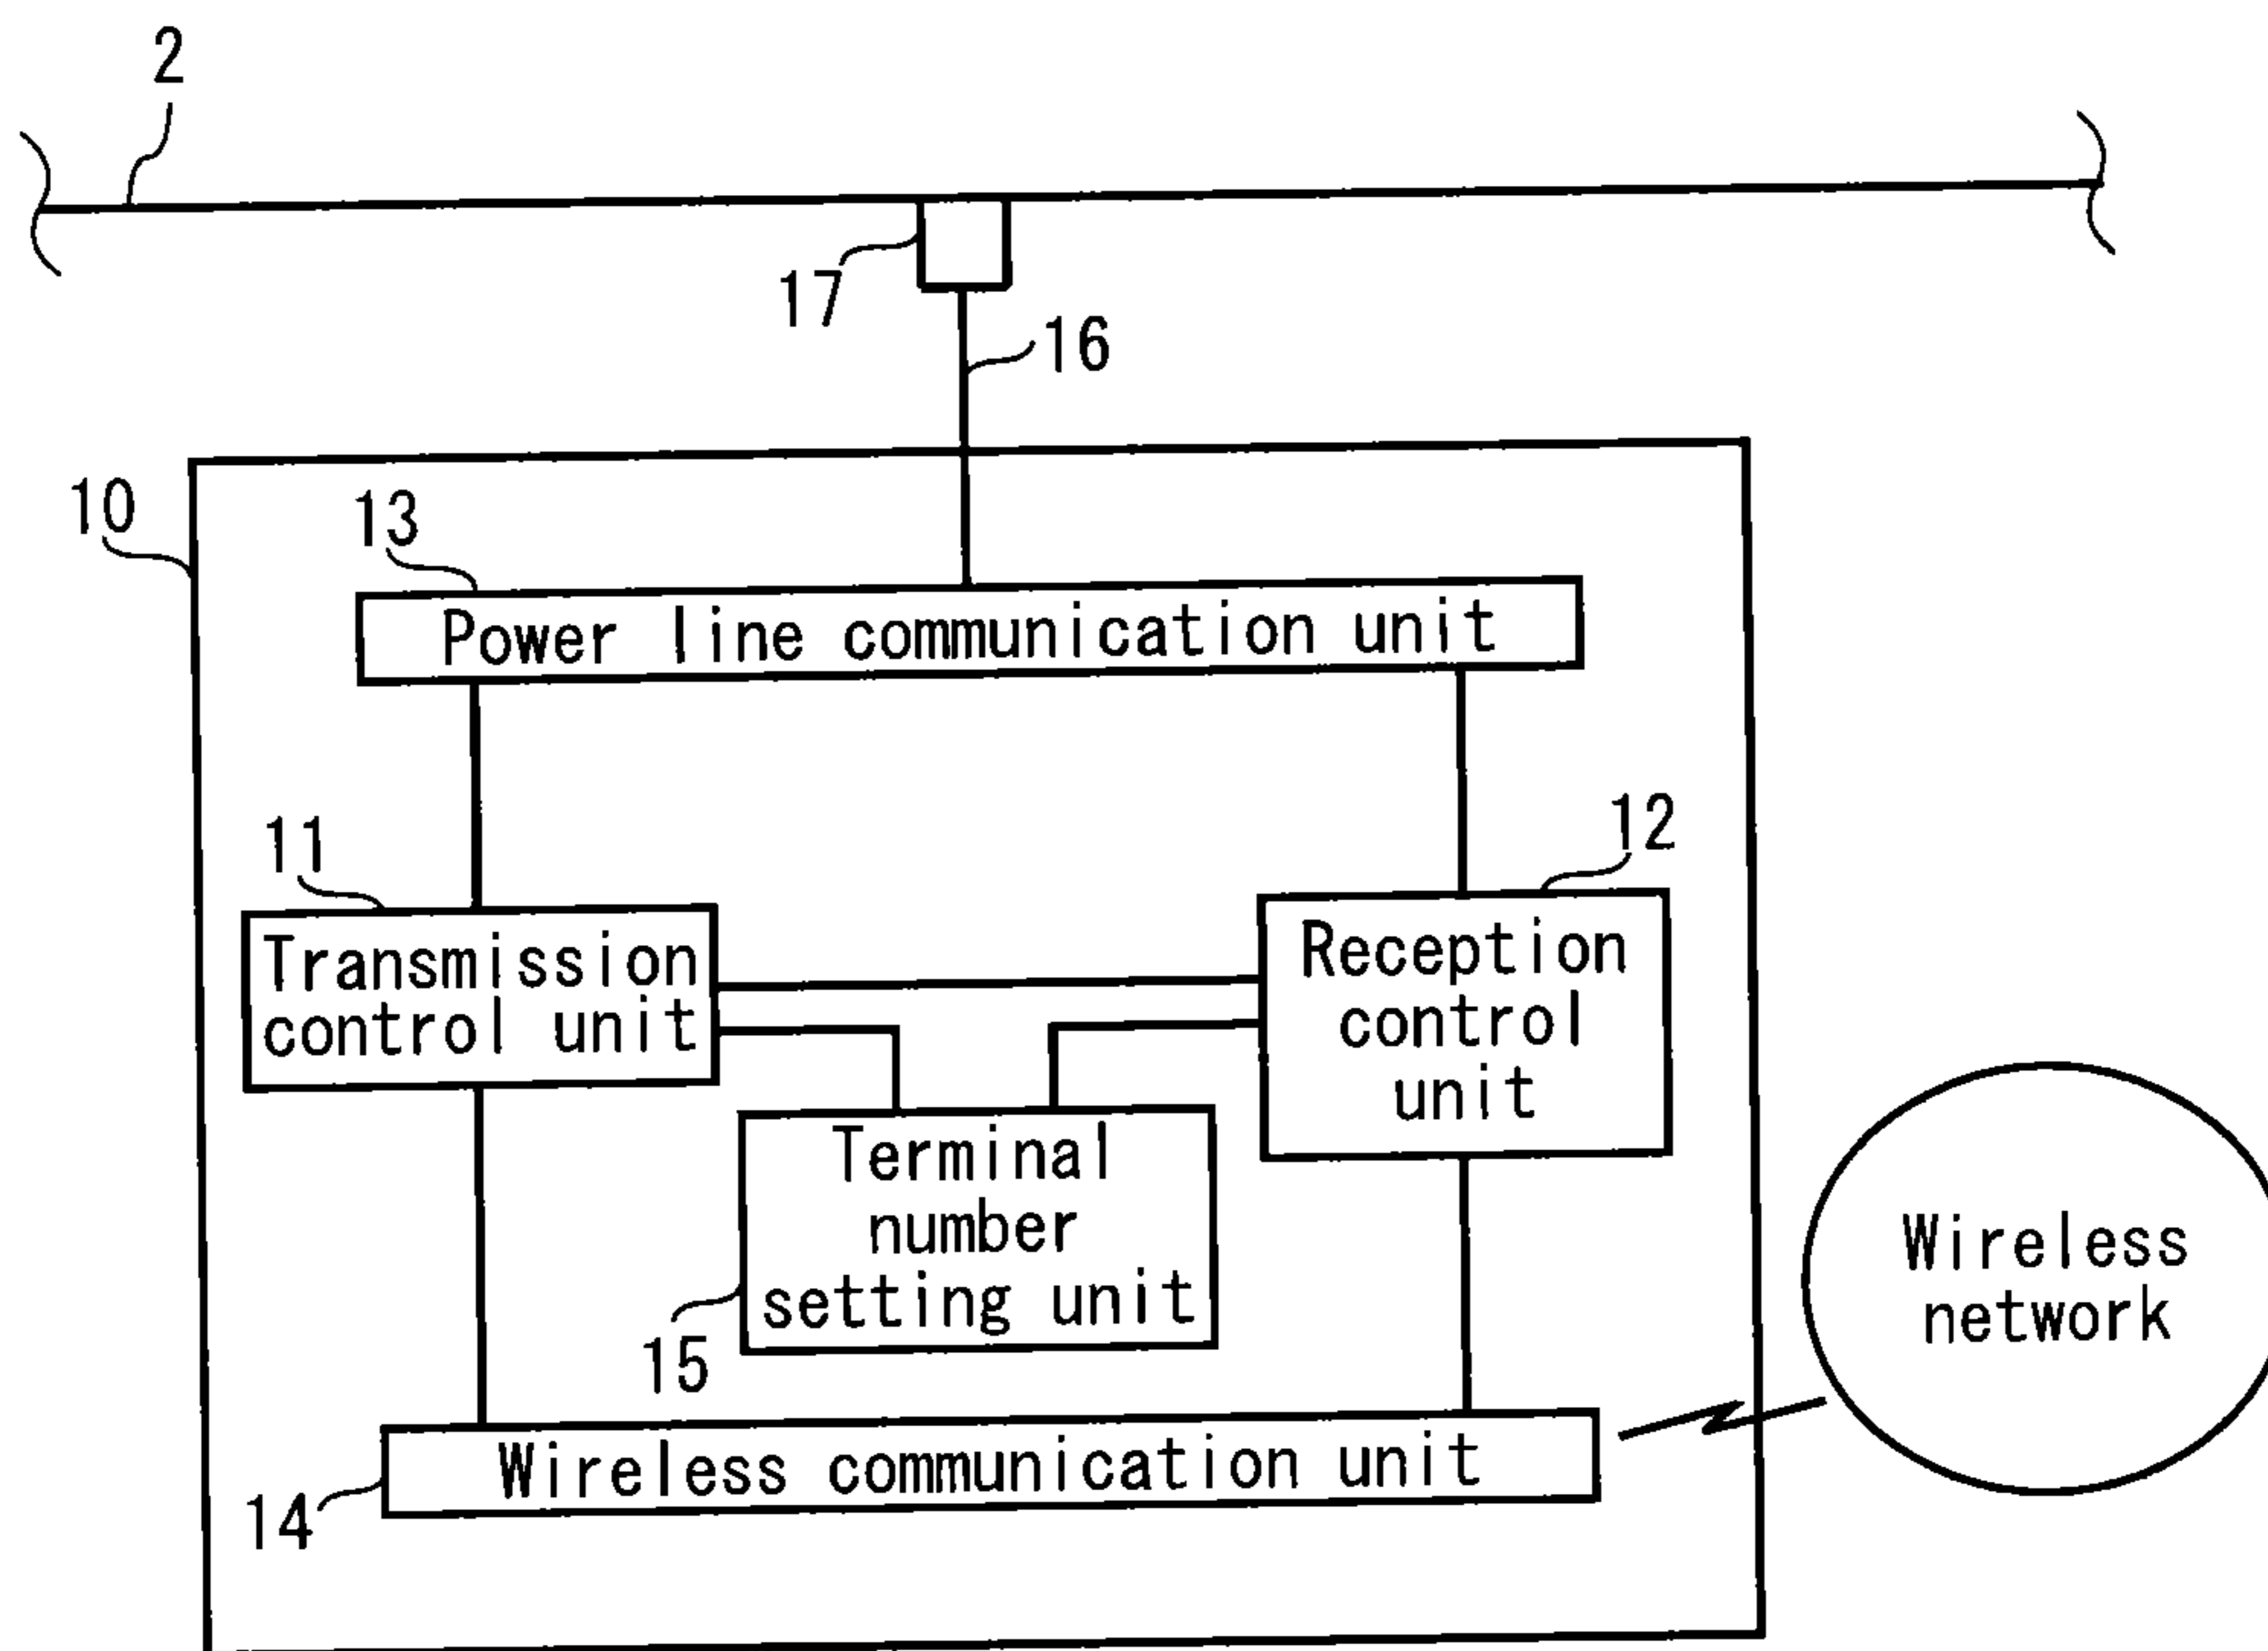 2
17
16
10
13
Power line communication unit
11
12
Transmission
control unit
Reception
control
unit
Terminal
number
setting unit
15
Wireless
network
Wireless communication unit
14